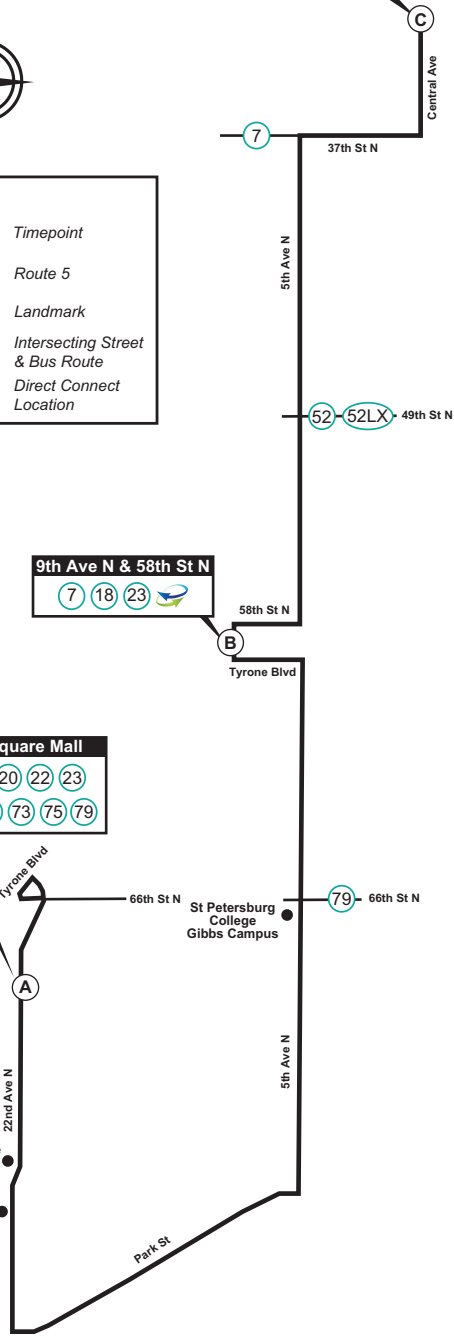 C
Central Ave
7
37th St N
Timepoint
Route 5
Landmark
Intersecting Street
& Bus Route
Direct Connect
Location
5th Ave N
52 52LX 49th St N
9th Ave N & 58th St N
7 18 23
58th St N
B
Tyrone Blvd
quare Mall
20 22 23
73 75 79
Tyrone Blvd
66th St N
St Petersburg
College
Gibbs Campus
79 66th St N
A
22nd Ave N
5th Ave N
Park St